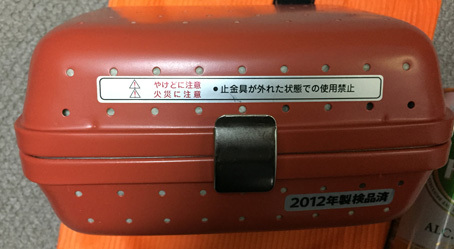 やけどに注意
火災に注意
●止金具が外れた状態での使用禁止
2012年製検品済